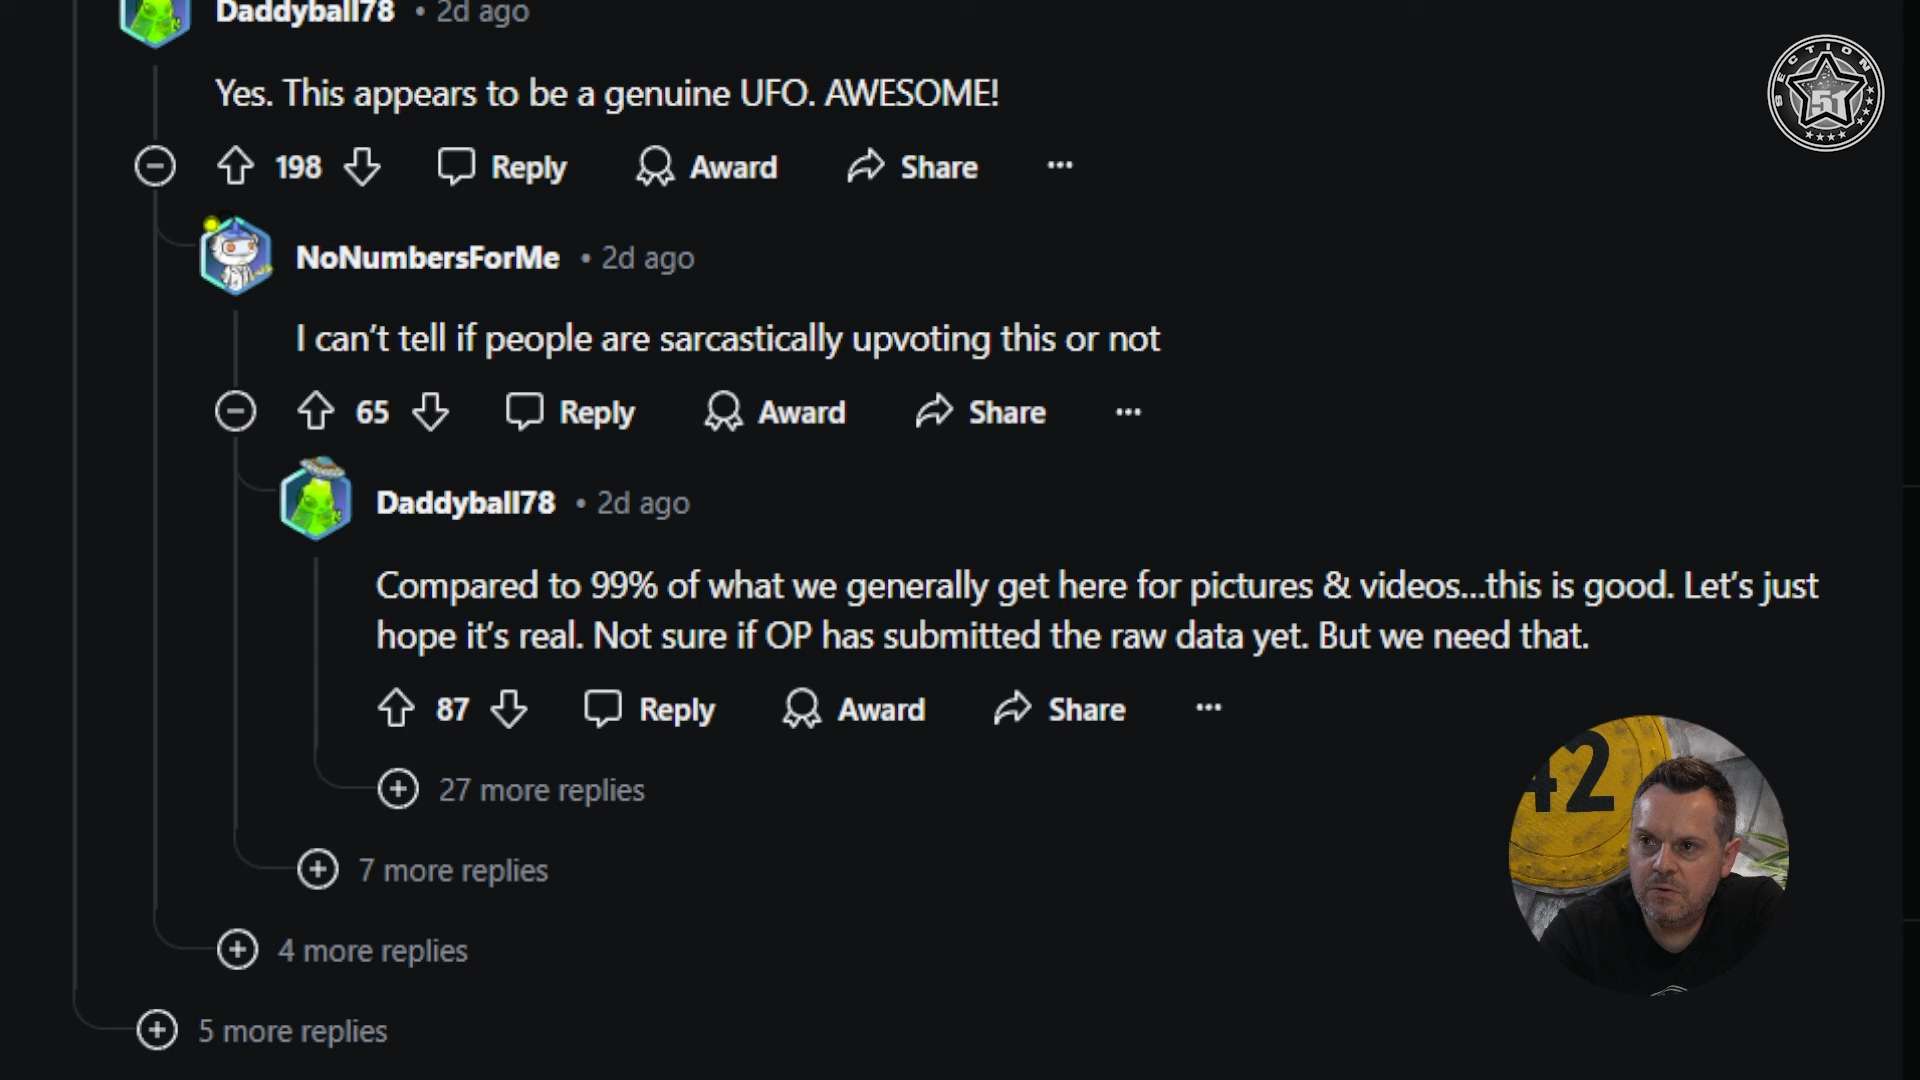 Daddyball78 • 2d ago
Yes. This appears to be a genuine UFO. AWESOME!
198 Reply Award Share ...
NoNumbersForMe • 2d ago
I can't tell if people are sarcastically upvoting this or not
65 Reply Award Share ...
Daddyball78 • 2d ago
Compared to 99% of what we generally get here for pictures & videos...this is good. Let's just
hope it's real. Not sure if OP has submitted the raw data yet. But we need that.
87 Reply Award Share ...
27 more replies
7 more replies
4 more replies
5 more replies
SECTION
51
42